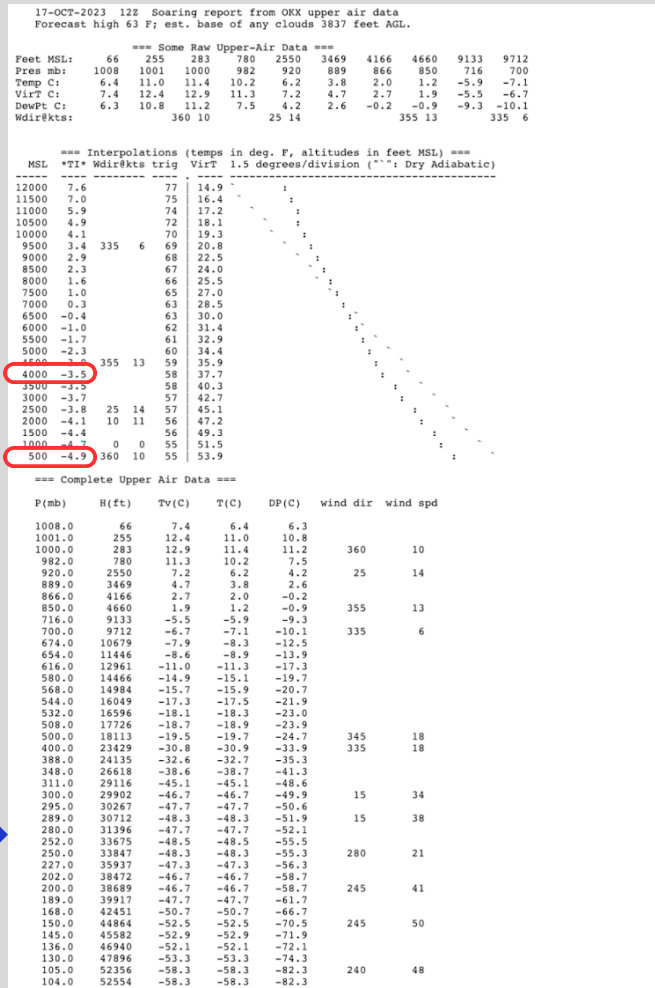 17-OCT-2023 12Z Soaring report from OKX upper air data
Forecast high 63 F; est. base of any clouds 3837 feet AGL.
=== Some Raw Upper-Air Data ===
Feet MSL: 66 255 283 780 2550 3469 4166 4660 9133 9712
Pres mb: 1008 1001 1000 982 920 889 866 850 716 700
Temp C: 6.4 11.0 11.4 10.2 6.2 3.8 2.0 1.2 -5.9 -7.1
VirT C: 7.4 12.4 12.9 11.3 7.2 4.7 2.7 1.9 -5.5 -6.7
DewPt C: 6.3 10.8 11.2 7.5 4.2 2.6 -0.2 -0.9 -9.3 -10.1
Wdir@kts: 360 10 25 14 355 13 335 6
=== Interpolations (temps in deg. F, altitudes in feet MSL) ===
MSL *TI* Wdir@kts trig VirT 1.5 degrees/division ("`": Dry Adiabatic)
----- ---- -------- ---- . ---- ------------------------------------------
12000 7.6 77 | 14.9 ` :
11500 7.0 75 | 16.4 ` :
11000 5.9 74 | 17.2 ` :
10500 4.9 72 | 18.1 ` :
10000 4.1 70 | 19.3 ` :
9500 3.4 335 6 69 | 20.8 ` :
9000 2.9 68 | 22.5 ` :
8500 2.3 67 | 24.0 ` :
8000 1.6 66 | 25.5 ` :
7500 1.0 65 | 27.0 ` :
7000 0.3 63 | 28.5 :
6500 -0.4 63 | 30.0 :`
6000 -1.0 62 | 31.4 :`
5500 -1.7 61 | 32.9 : `
5000 -2.3 60 | 34.4 : `
4500 -3.0 355 13 59 | 35.9 : `
4000 -3.5 58 | 37.7 : `
3500 -3.5 58 | 40.3 : `
3000 -3.7 57 | 42.7 : `
2500 -3.8 25 14 57 | 45.1 : `
2000 -4.1 10 11 56 | 47.2 : `
1500 -4.4 56 | 49.3 : `
1000 -4.7 0 0 55 | 51.5 : `
500 -4.9 360 10 55 | 53.9 : `
=== Complete Upper Air Data ===
P(mb) H(ft) Tv(C) T(C) DP(C) wind dir wind spd
1008.0 66 7.4 6.4 6.3
1001.0 255 12.4 11.0 10.8
1000.0 283 12.9 11.4 11.2 360 10
982.0 780 11.3 10.2 7.5
920.0 2550 7.2 6.2 4.2 25 14
889.0 3469 4.7 3.8 2.6
866.0 4166 2.7 2.0 -0.2
850.0 4660 1.9 1.2 -0.9 355 13
716.0 9133 -5.5 -5.9 -9.3
700.0 9712 -6.7 -7.1 -10.1 335 6
674.0 10679 -7.9 -8.3 -12.5
654.0 11446 -8.6 -8.9 -13.9
616.0 12961 -11.0 -11.3 -17.3
580.0 14466 -14.9 -15.1 -19.7
568.0 14984 -15.7 -15.9 -20.7
544.0 16049 -17.3 -17.5 -21.9
532.0 16596 -18.1 -18.3 -23.0
508.0 17726 -18.7 -18.9 -23.9
500.0 18113 -19.5 -19.7 -24.7 345 18
400.0 23429 -30.8 -30.9 -33.9 335 18
388.0 24135 -32.6 -32.7 -35.3
348.0 26618 -38.6 -38.7 -41.3
311.0 29116 -45.1 -45.1 -48.6
300.0 29902 -46.7 -46.7 -49.9 15 34
295.0 30267 -47.7 -47.7 -50.6
289.0 30712 -48.3 -48.3 -51.9 15 38
280.0 31396 -47.7 -47.7 -52.1
252.0 33675 -48.5 -48.5 -55.5
250.0 33847 -48.3 -48.3 -55.3 280 21
227.0 35937 -47.3 -47.3 -56.3
202.0 38472 -46.7 -46.7 -58.7
200.0 38689 -46.7 -46.7 -58.7 245 41
189.0 39917 -47.7 -47.7 -61.7
168.0 42451 -50.7 -50.7 -66.7
150.0 44864 -52.5 -52.5 -70.5 245 50
145.0 45582 -52.9 -52.9 -71.9
136.0 46940 -52.1 -52.1 -72.1
130.0 47896 -53.3 -53.3 -74.3
105.0 52356 -58.3 -58.3 -82.3 240 48
104.0 52554 -58.3 -58.3 -82.3